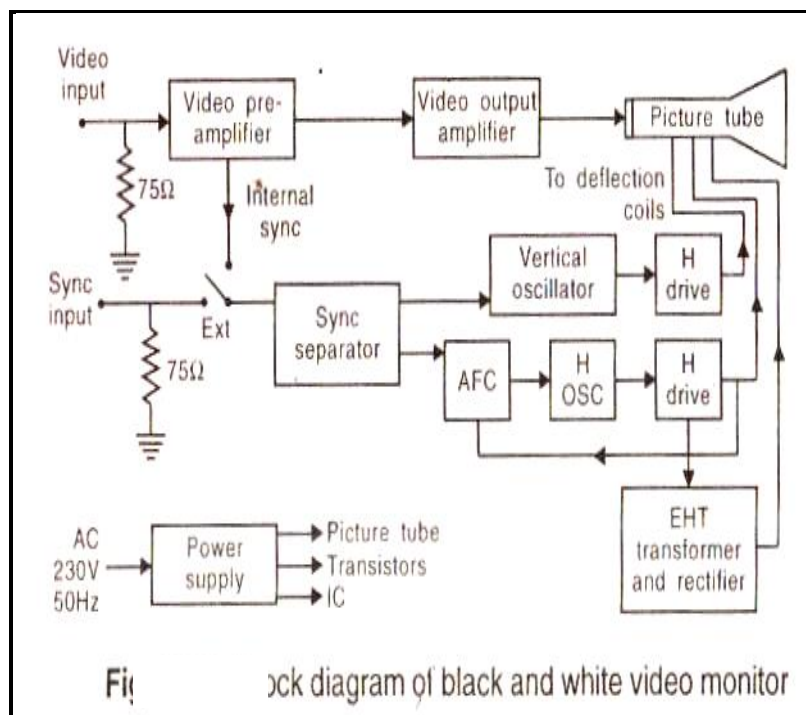 Video
input
Video pre-
amplifier
Video output
amplifier
Picture tube
75Ω
Internal
sync
To deflection
coils
Sync
input
Ext
75Ω
Sync
separator
Vertical
oscillator
H
drive
AFC
H
OSC
H
drive
AC
230V
50Hz
Power
supply
Picture tube
Transistors
IC
EHT
transformer
and rectifier
diagram of black and white video monitor